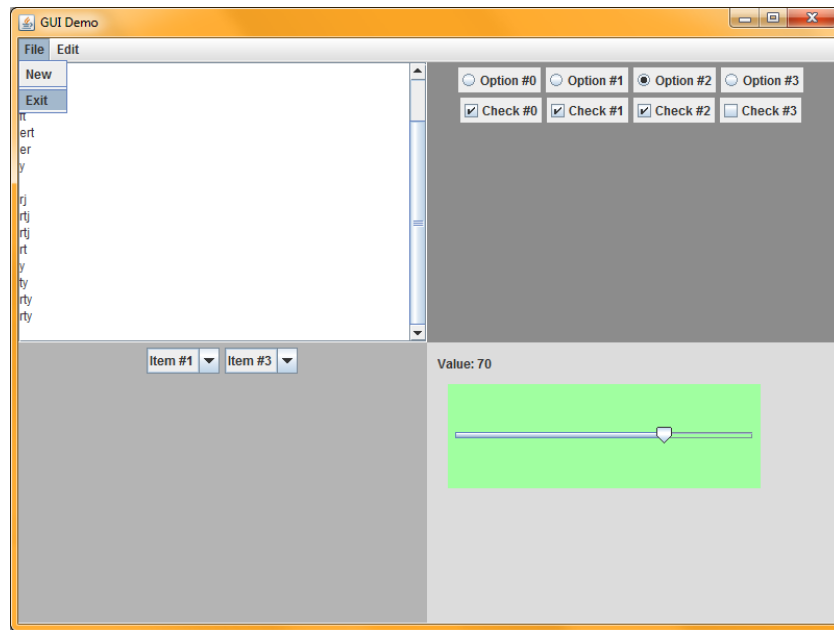 GUI Demo
File Edit
New
Exit
ert
er
y
rj
rtj
rtj
rt
y
ty
rty
rty
Option #0 Option #1 Option #2 Option #3
Check #0 Check #1 Check #2 Check #3
Item #1 Item #3
Value: 70